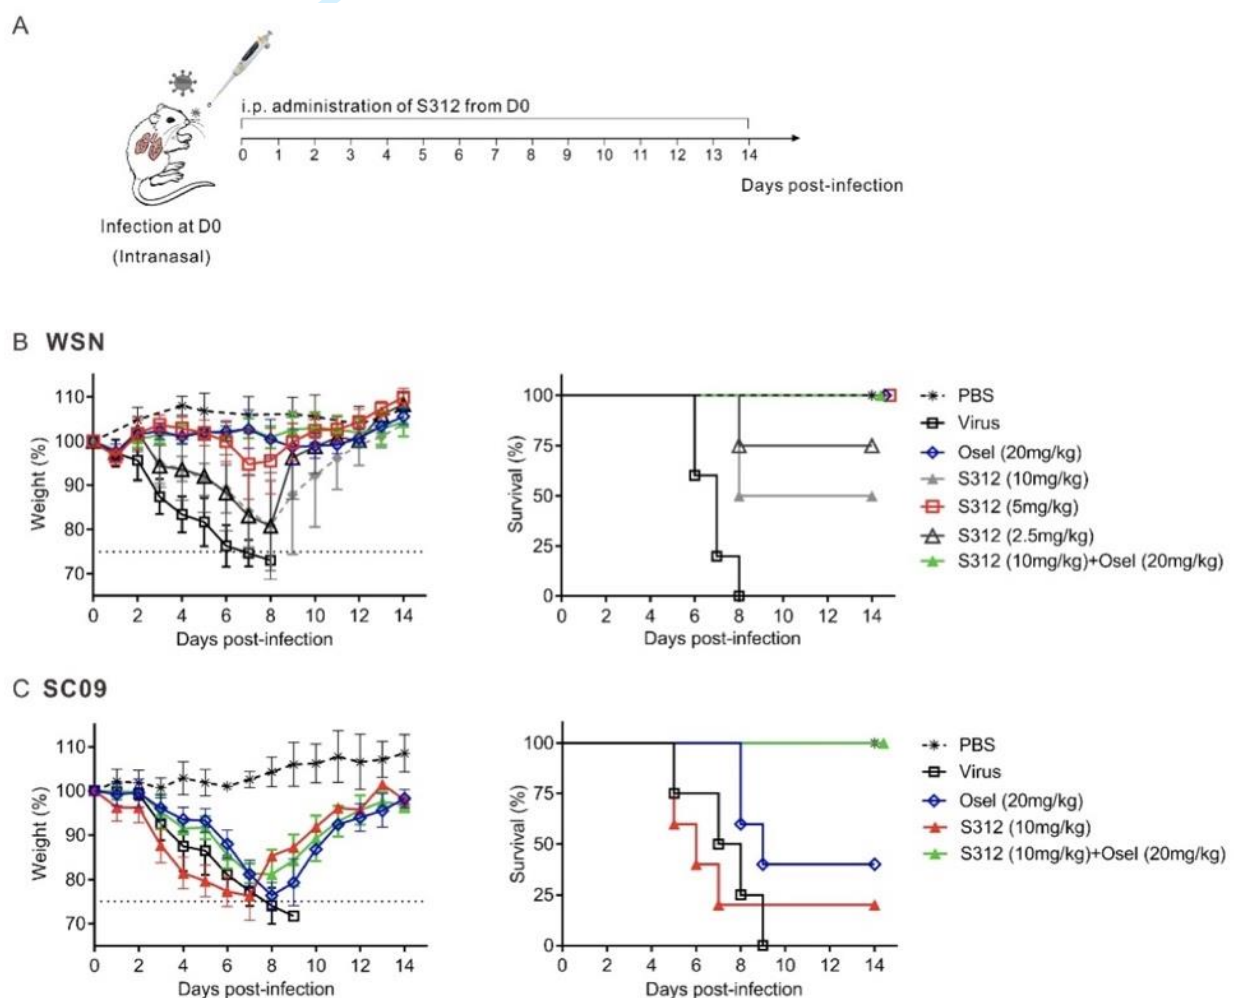 A
i.p. administration of S312 from D0
0 1 2 3 4 5 6 7 8 9 10 11 12 13 14
Days post-infection
Infection at D0
(Intranasal)
B WSN
Weight (%)
110
100
90
80
70
0 2 4 6 8 10 12 14
Days post-infection
Survival (%)
100
75
50
25
0
0 2 4 6 8 10 12 14
Days post-infection
PBS
Virus
Osel (20mg/kg)
S312 (10mg/kg)
S312 (5mg/kg)
S312 (2.5mg/kg)
S312 (10mg/kg)+Osel (20mg/kg)
C SC09
Weight (%)
110
100
90
80
70
0 2 4 6 8 10 12 14
Days post-infection
Survival (%)
100
75
50
25
0
0 2 4 6 8 10 12 14
Days post-infection
PBS
Virus
Osel (20mg/kg)
S312 (10mg/kg)
S312 (10mg/kg)+Osel (20mg/kg)